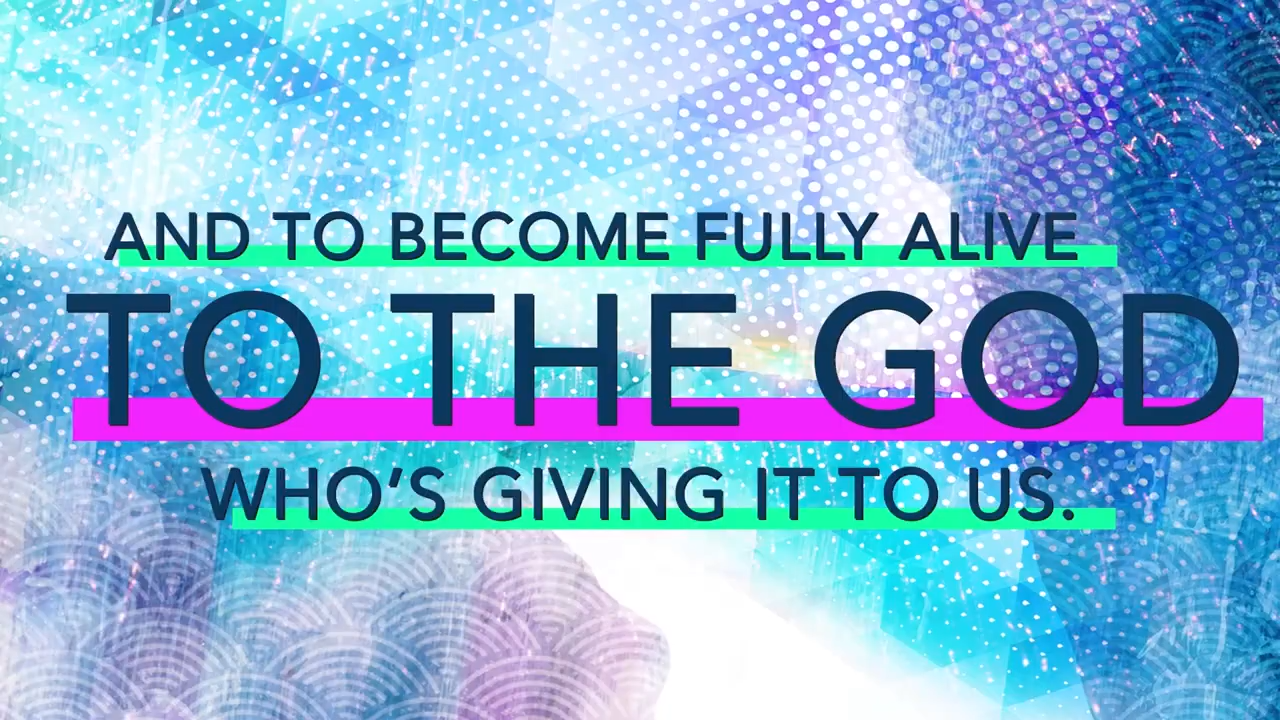 AND TO BECOME FULLY ALIVE
TO THE GOD
WHO’S GIVING IT TO US.